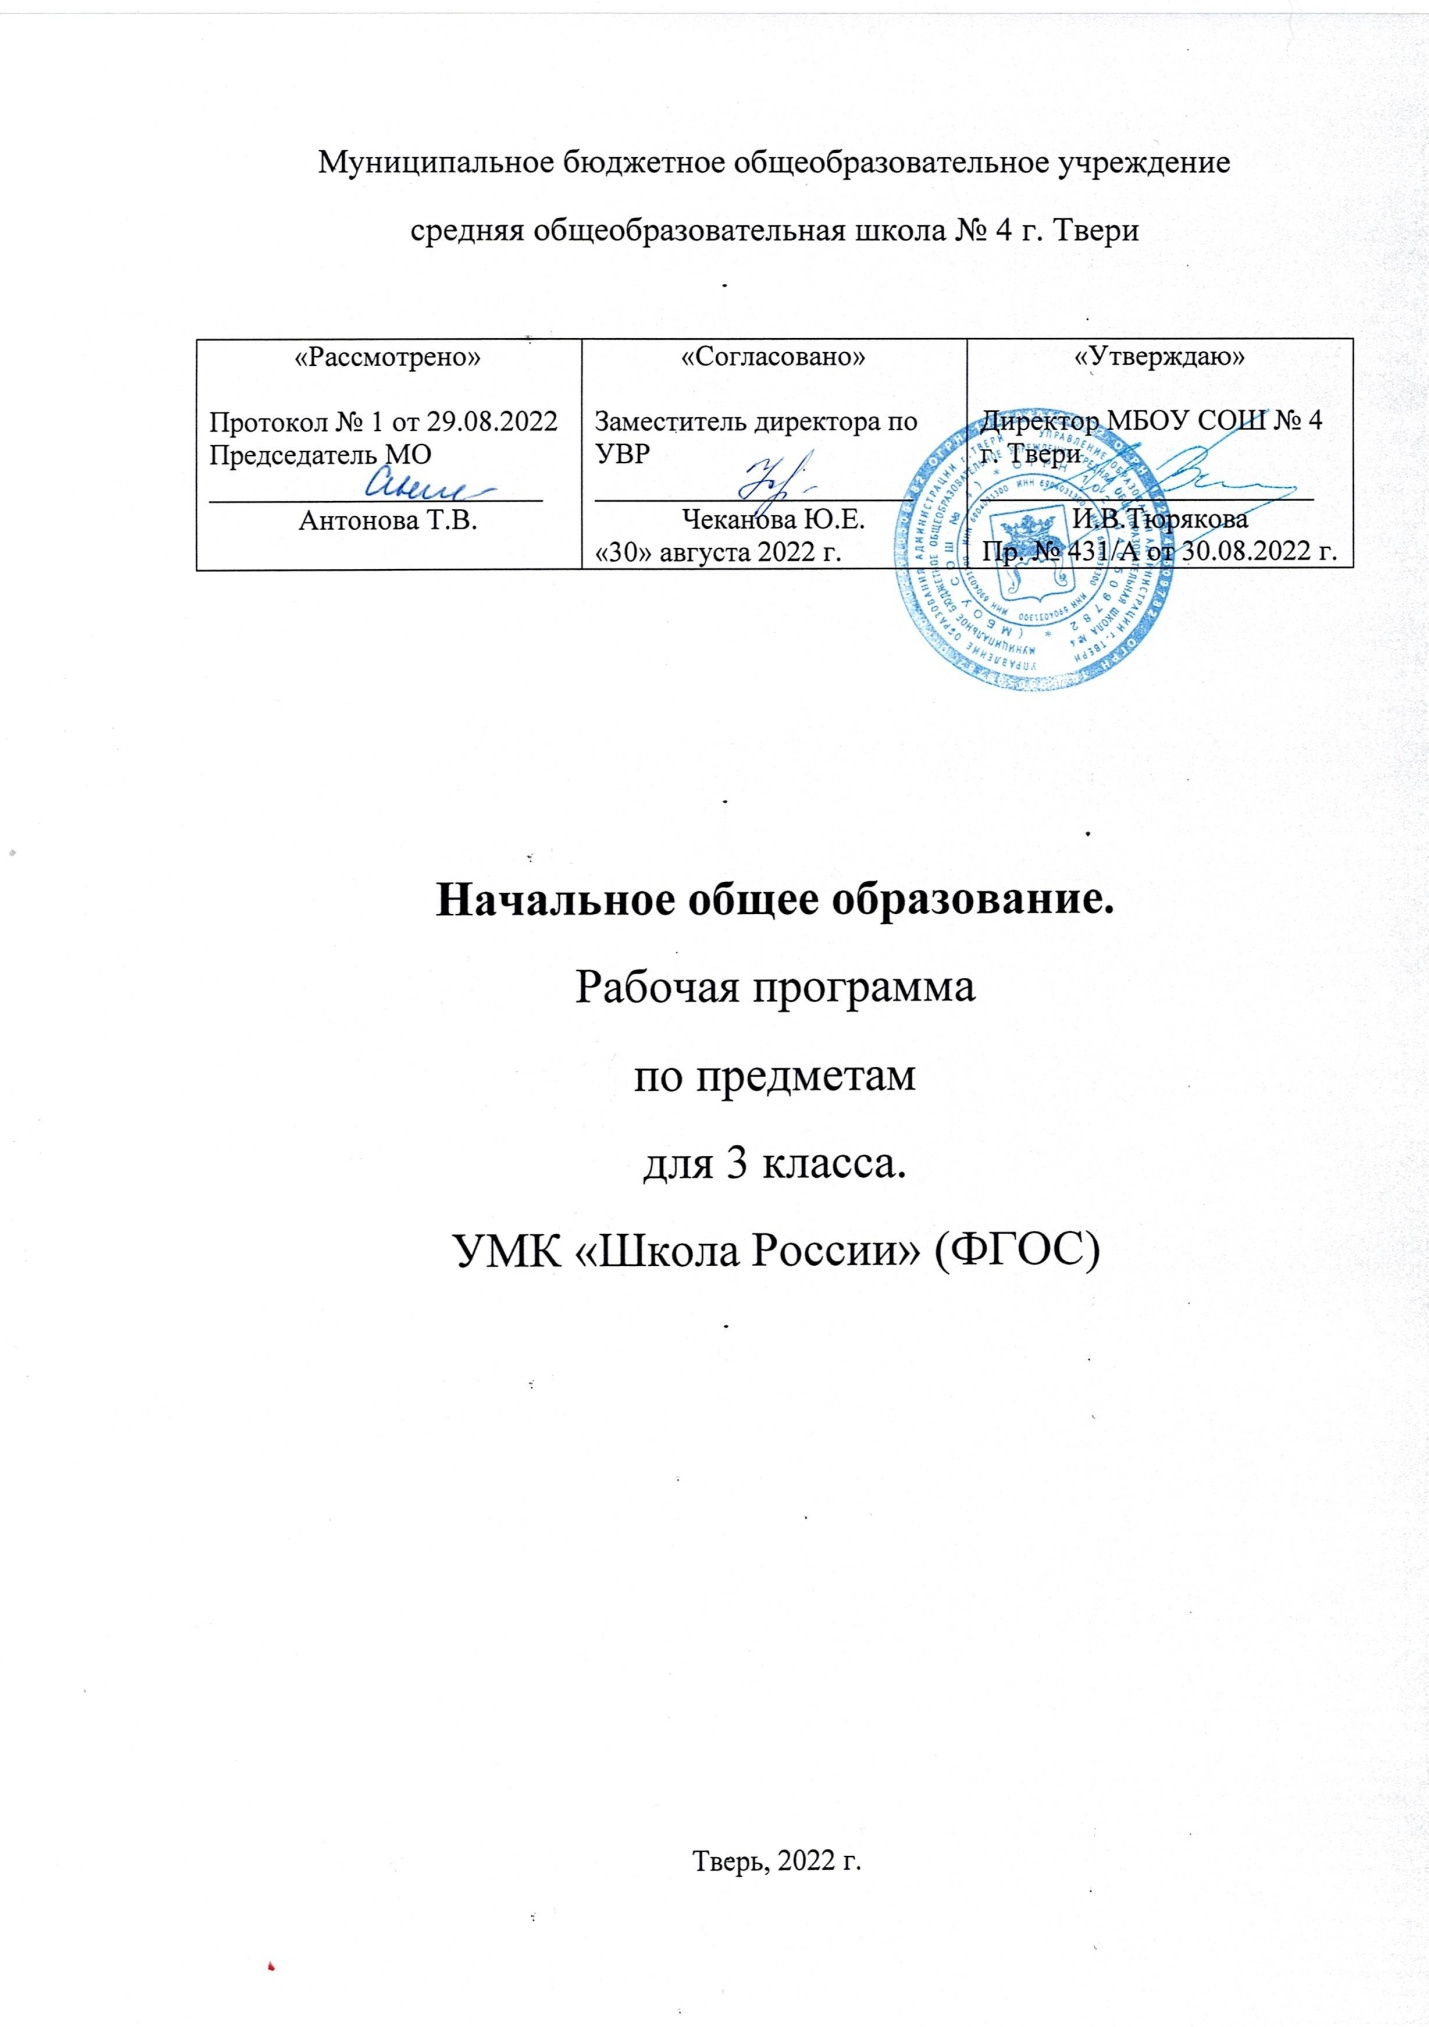 Муниципальное бюджетное общеобразовательное учреждение
средняя общеобразовательная школа № 4 г. Твери
«Рассмотрено»
Протокол № 1 от 29.08.2022
Председатель МО
Антонова Т.В.
«Согласовано»
Заместитель директора по
УВР
Чеканова Ю.Е.
«30» августа 2022 г.
«Утверждаю»
Директор МБОУ СОШ № 4
г. Твери
И.В.Тюрякова
Пр. № 431/А от 30.08.2022 г.
Начальное общее образование.
Рабочая программа
по предметам
для 3 класса.
УМК «Школа России» (ФГОС)
Тверь, 2022 г.